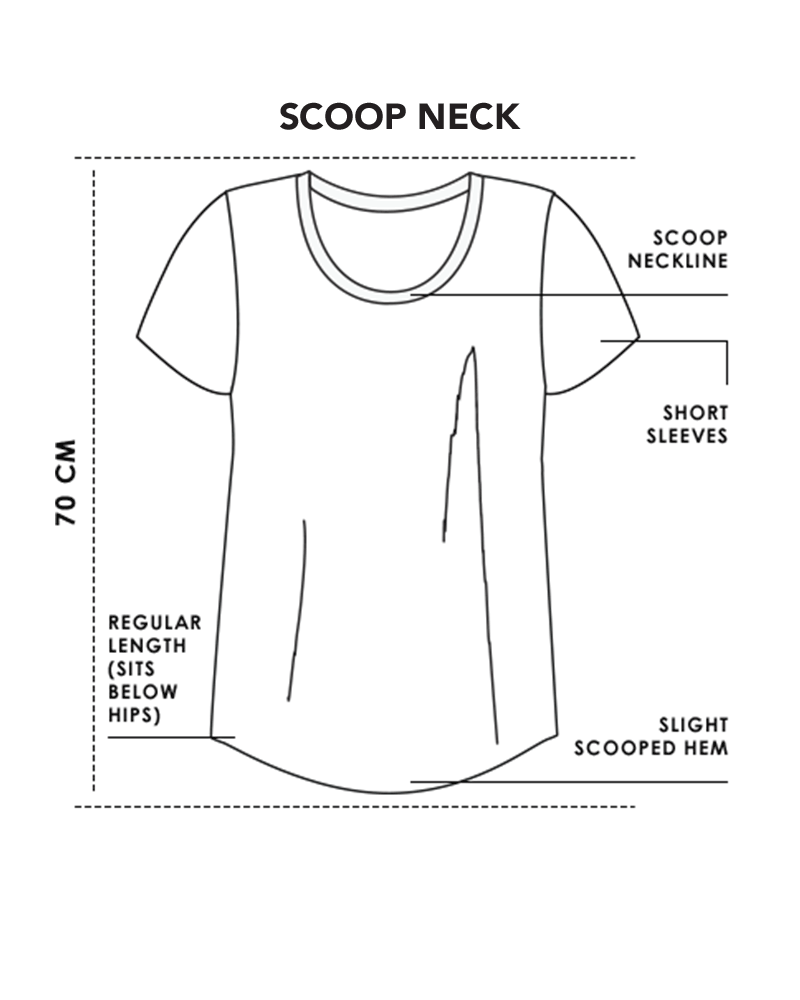 SCOOP NECK
SCOOP
NECKLINE
SHORT
SLEEVES
70 CM
REGULAR
LENGTH
(SITS
BELOW
HIPS)
SLIGHT
SCOOPED HEM